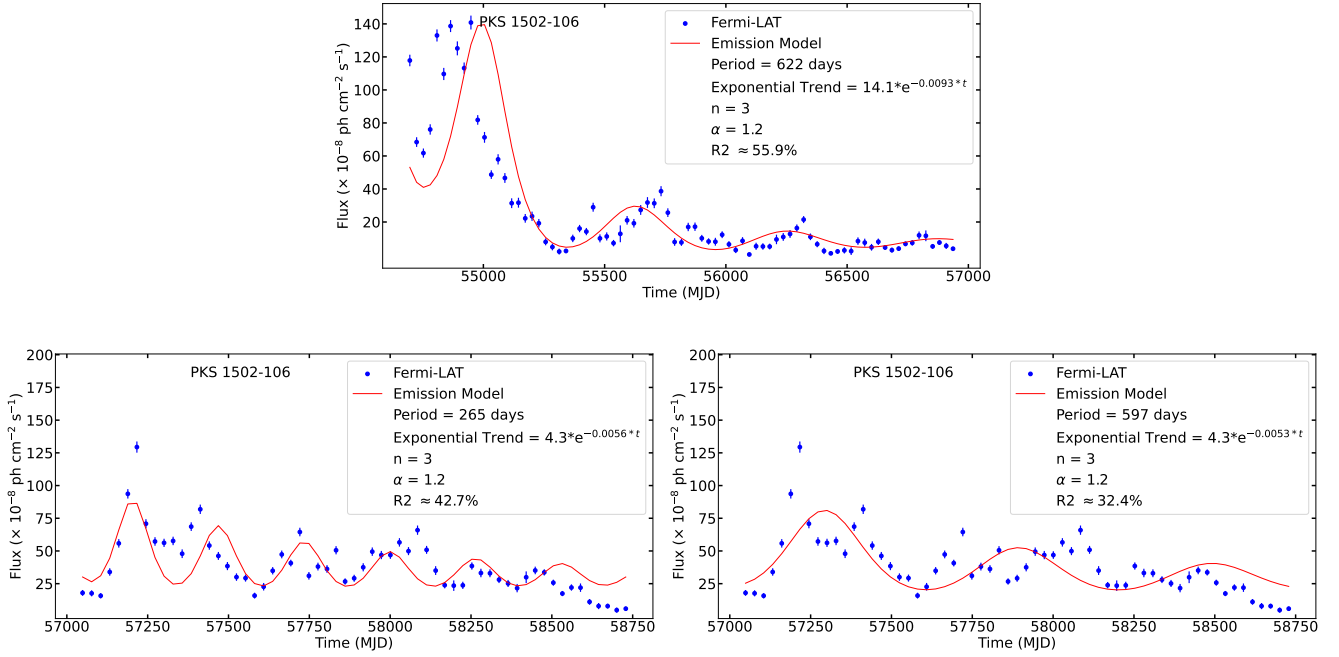 PKS 1502-106
Fermi-LAT
Emission Model
Period = 622 days
Exponential Trend = 14.1*e^{−0.0093*t}
n = 3
α = 1.2
R2 ≈55.9%
140
120
100
80
60
40
20
Flux (× 10^{−8} ph cm^{−2} s^{−1})
55000 55500 56000 56500 57000
Time (MJD)
PKS 1502-106
Fermi-LAT
Emission Model
Period = 265 days
Exponential Trend = 4.3*e^{−0.0056*t}
n = 3
α = 1.2
R2 ≈42.7%
200
175
150
125
100
75
50
25
Flux (× 10^{−8} ph cm^{−2} s^{−1})
57000 57250 57500 57750 58000 58250 58500 58750
Time (MJD)
PKS 1502-106
Fermi-LAT
Emission Model
Period = 597 days
Exponential Trend = 4.3*e^{−0.0053*t}
n = 3
α = 1.2
R2 ≈32.4%
200
175
150
125
100
75
50
25
Flux (× 10^{−8} ph cm^{−2} s^{−1})
57000 57250 57500 57750 58000 58250 58500 58750
Time (MJD)